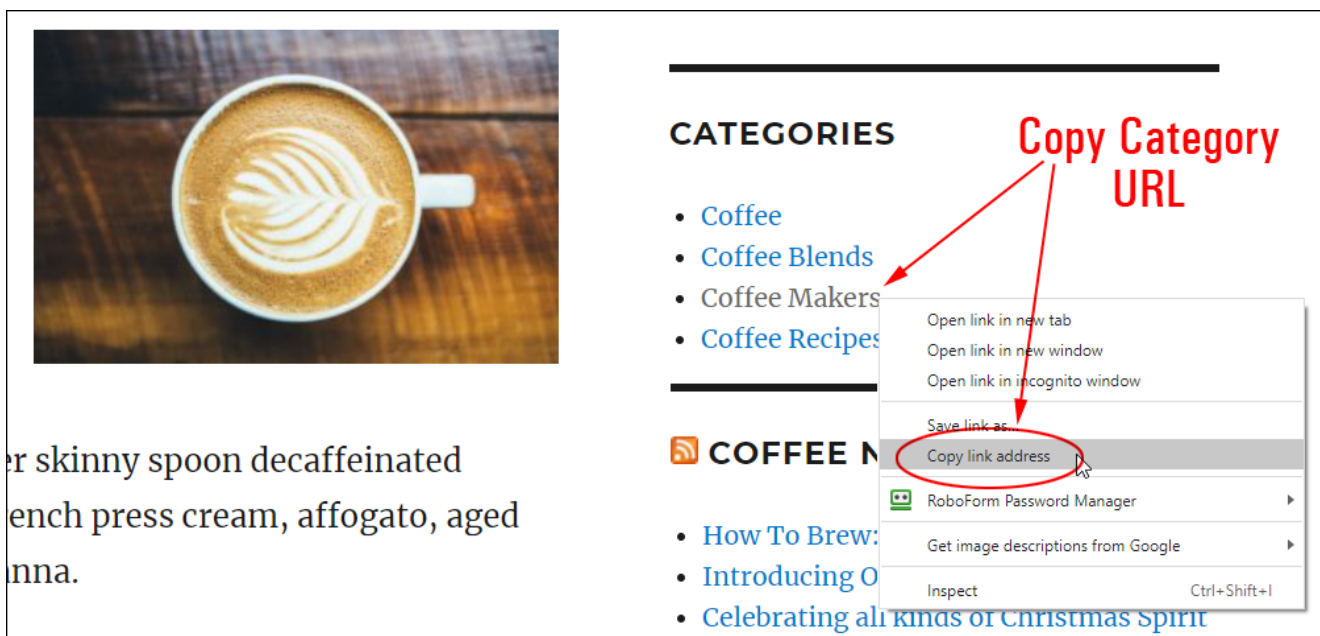 CATEGORIES
Copy Category
URL
Coffee
Coffee Blends
Coffee Makers
Coffee Recipes
Open link in new tab
Open link in new window
Open link in incognito window
Save link as...
Copy link address
RoboForm Password Manager
Get image descriptions from Google
Inspect Ctrl+Shift+I
er skinny spoon decaffeinated
ench press cream, affogato, aged
nna.
COFFEE N
How To Brew:
Introducing O
Celebrating all kinds of Christmas Spirit